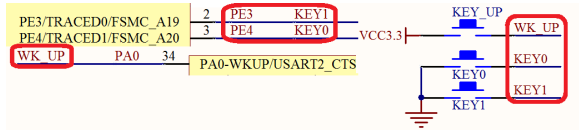 PE3/TRACED0/FSMC_A19 2 PE3 KEY1
PE4/TRACED1/FSMC_A20 3 PE4 KEY0
WK_UP PA0 34 PA0-WKUP/USART2_CTS
KEY_UP
VCC3.3 WK_UP
KEY0
KEY0
KEY1
KEY1